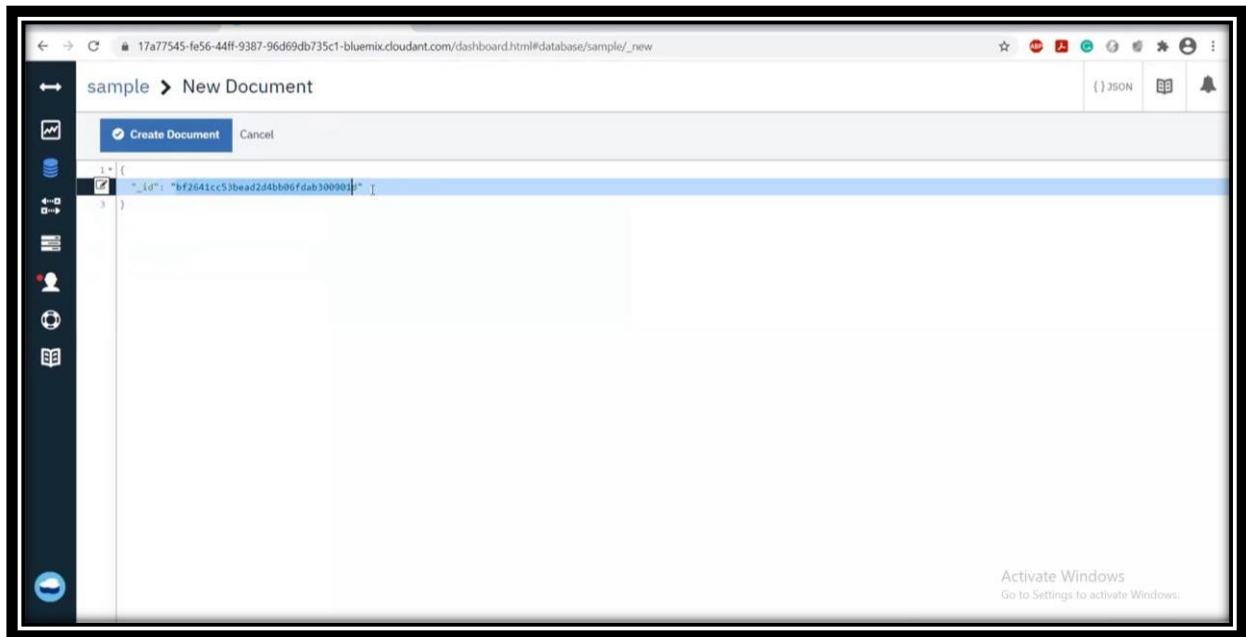 17a77545-fe56-44ff-9387-96d69db735c1-bluemix.cloudant.com/dashboard.html#database/sample/_new
ABP
sample > New Document
{ } JSON
Create Document Cancel
1 {
"_id": "bf2641cc53bead2d4bb06fdab300901d"
3 }
Activate Windows
Go to Settings to activate Windows.